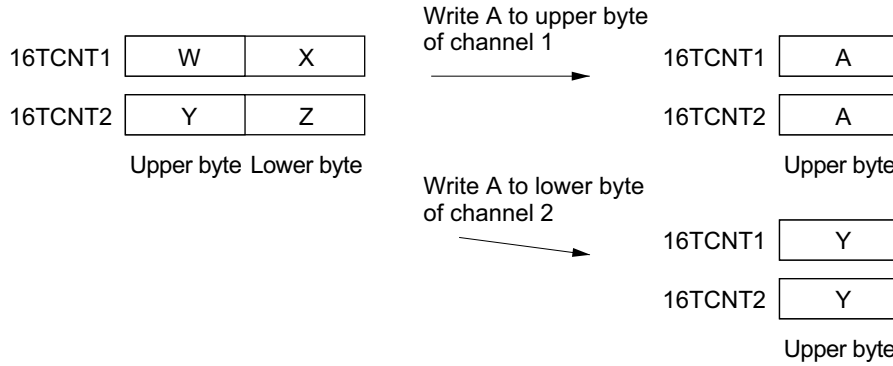 Write A to upper byte
of channel 1
16TCNT1 W X
16TCNT2 Y Z
Upper byte Lower byte
16TCNT1 A
16TCNT2 A
Upper byte
Write A to lower byte
of channel 2
16TCNT1 Y
16TCNT2 Y
Upper byte